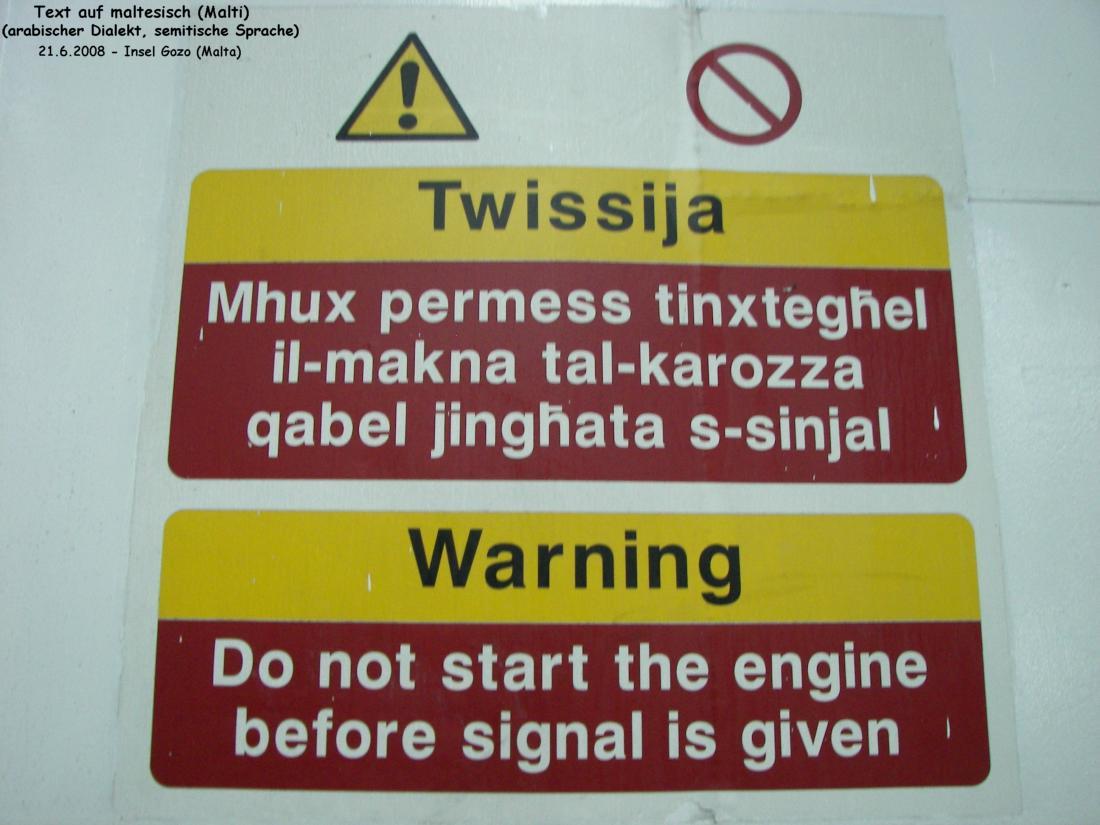 Text auf maltesisch (Malti)
(arabischer Dialekt, semitische Sprache)
21.6.2008 - Insel Gozo (Malta)
Twissija
Mhux permess tinxtegħel
il-makna tal-karozza
qabel jingħata s-sinjal
Warning
Do not start the engine
before signal is given